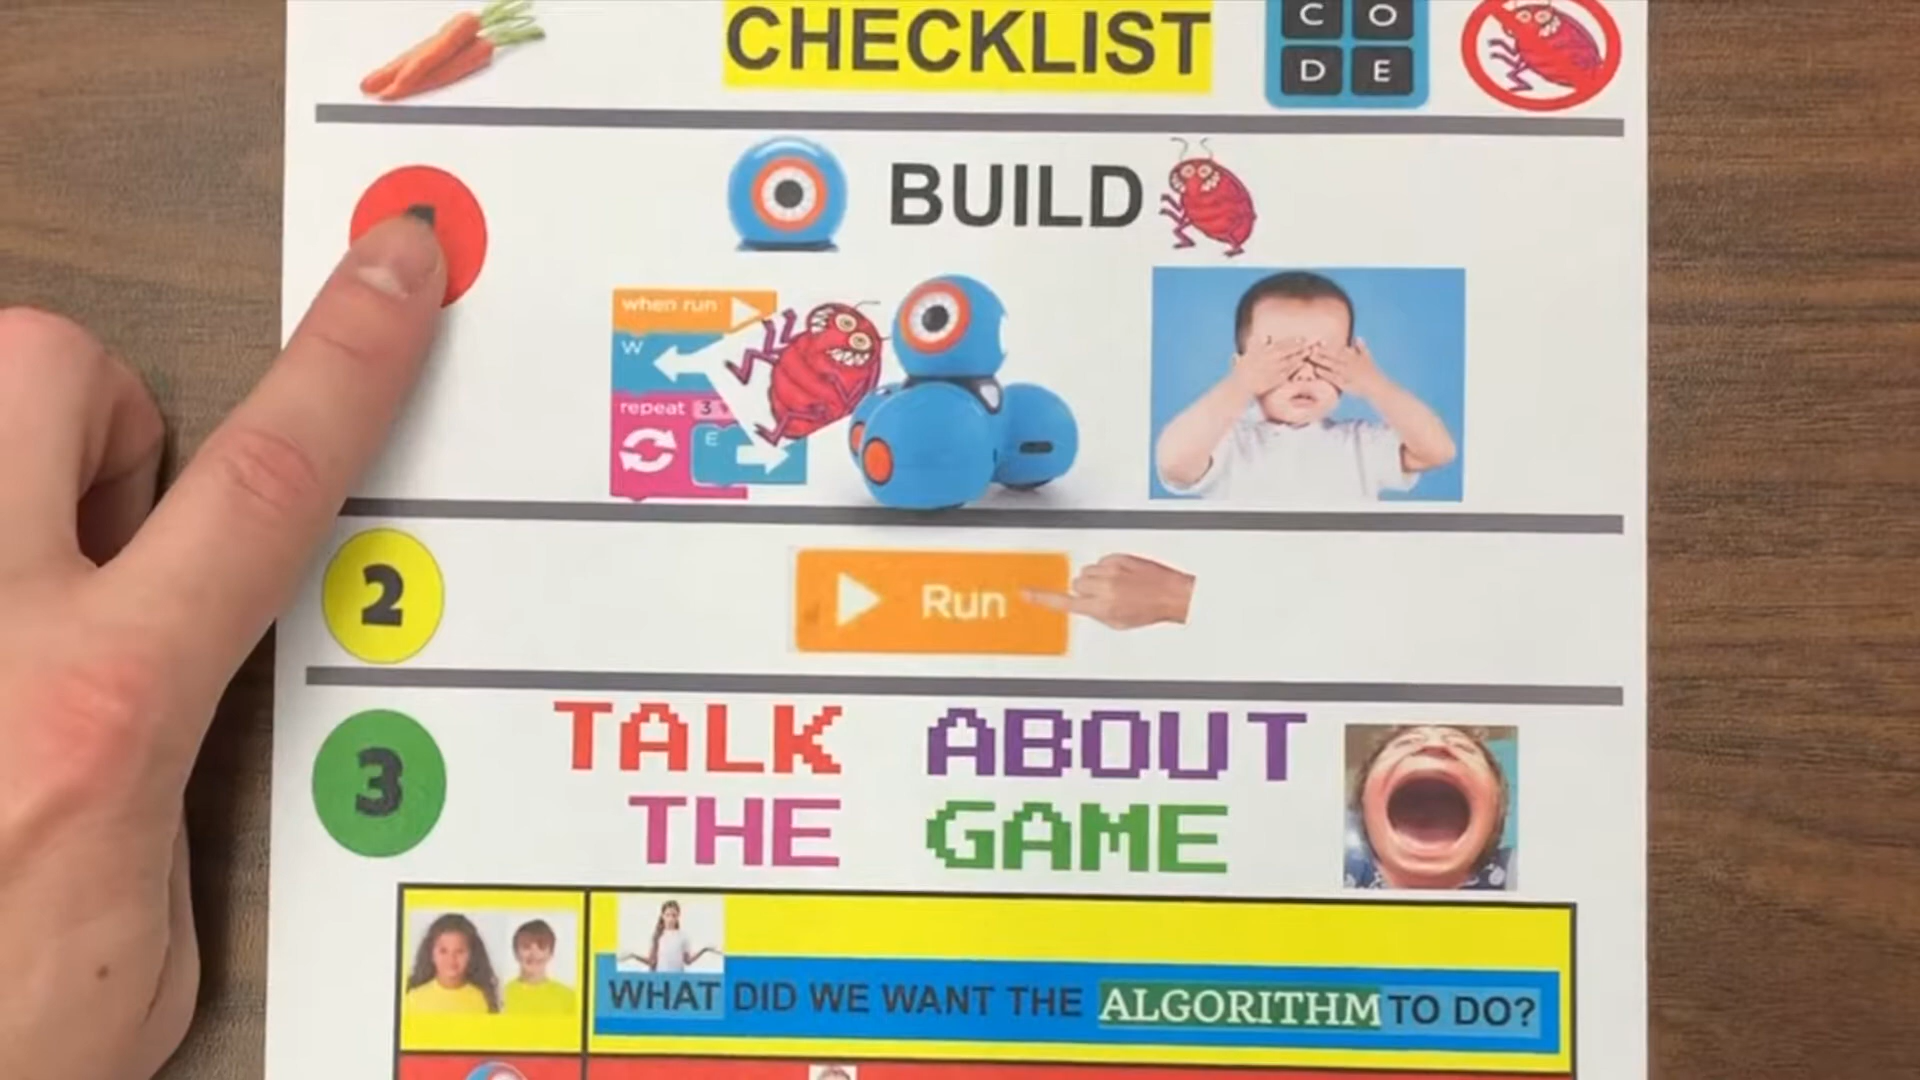 CHECKLIST
C O
D E
BUILD
when run
W
repeat 3
E
2
Run
3
TALK ABOUT
THE GAME
WHAT DID WE WANT THE ALGORITHM TO DO?